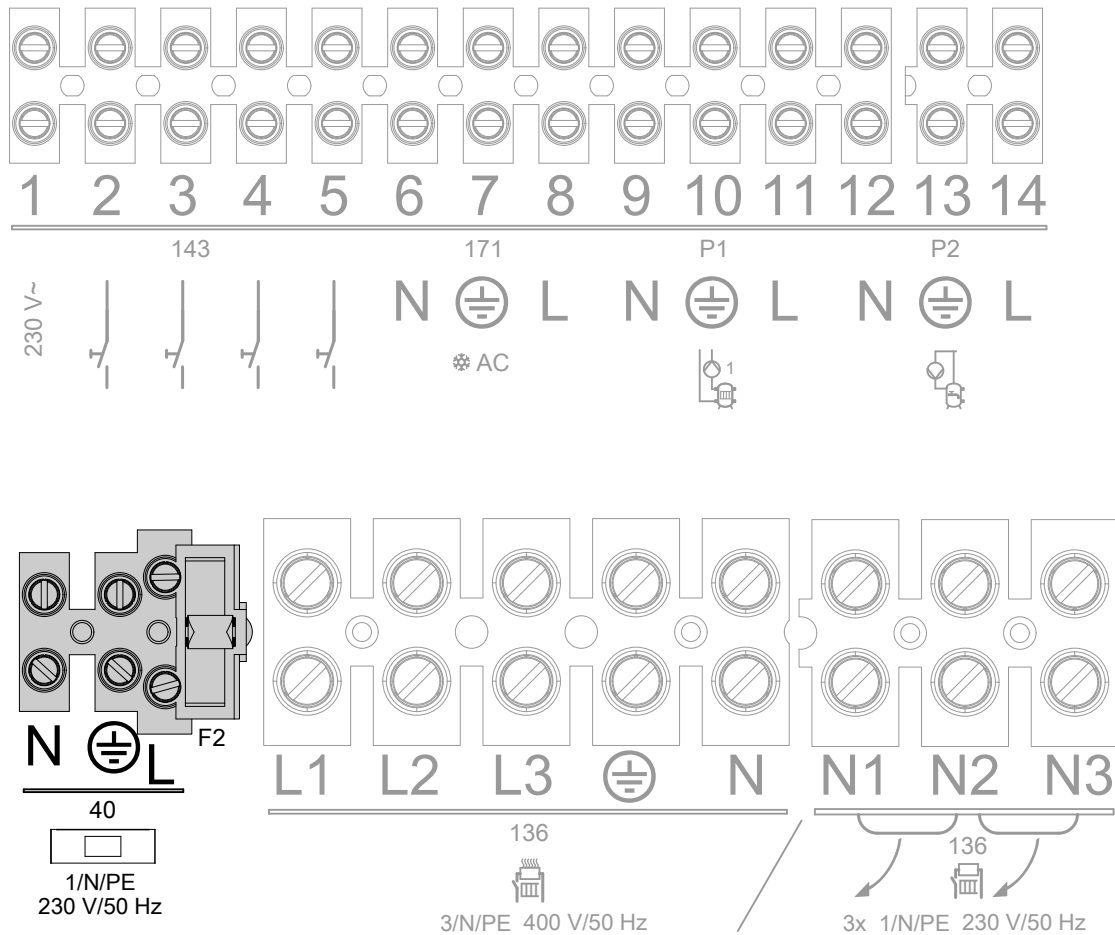 1 2 3 4 5 6 7 8 9 10 11 12 13 14
143 171 P1 P2
230 V~
N L N L N L
AC
1
F2
N L
L1 L2 L3 N N1 N2 N3
40
136
136
1/N/PE
230 V/50 Hz
3/N/PE 400 V/50 Hz
3x 1/N/PE 230 V/50 Hz